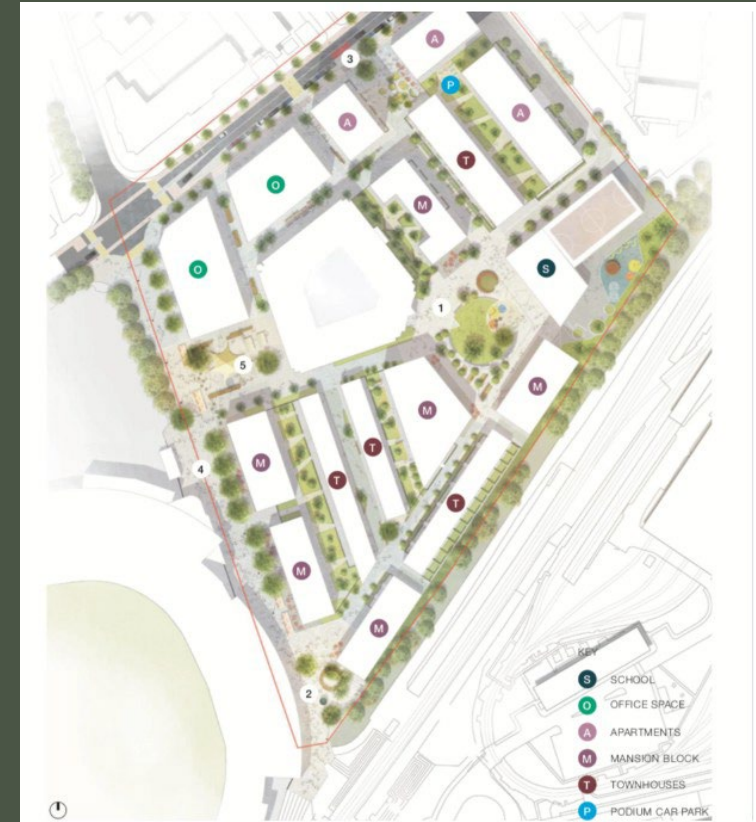 3
A
P
A
A
T
O
M
O
S
1
5
M
M
T
4
M
T
T
M
M
2
KEY
S SCHOOL
O OFFICE SPACE
A APARTMENTS
M MANSION BLOCK
T TOWNHOUSES
P PODIUM CAR PARK